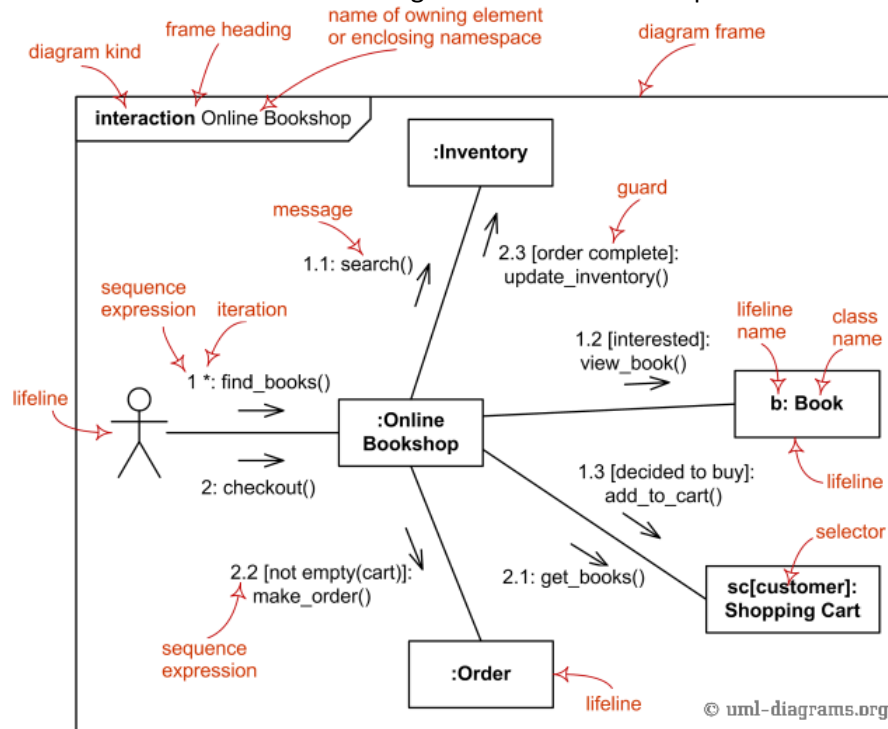 name of owning element
or enclosing namespace
frame heading
diagram frame
diagram kind
interaction Online Bookshop
:Inventory
guard
message
1.1: search()
2.3 [order complete]:
update_inventory()
sequence
expression
iteration
lifeline
name
class
name
1.2 [interested]:
view_book()
1 *: find_books()
lifeline
:Online
Bookshop
b: Book
2: checkout()
1.3 [decided to buy]:
add_to_cart()
lifeline
selector
2.2 [not empty(cart)]:
make_order()
2.1: get_books()
sc[customer]:
Shopping Cart
sequence
expression
:Order
lifeline
© uml-diagrams.org